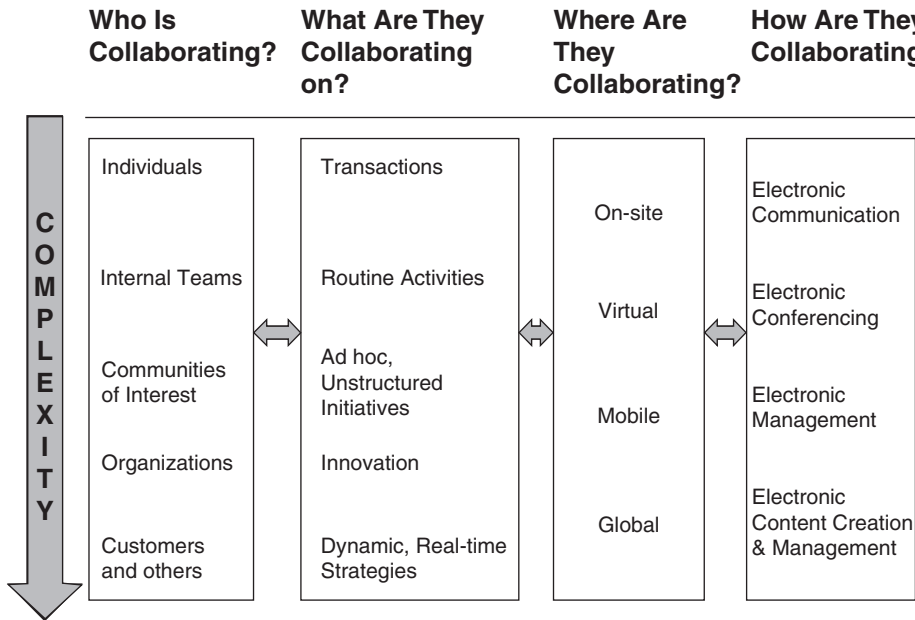 Who Is
Collaborating?
What Are They
Collaborating
on?
Where Are
They
Collaborating?
How Are They
Collaborating
COMPLEXITY
Individuals
Internal Teams
Communities
of Interest
Organizations
Customers
and others
Transactions
Routine Activities
Ad hoc,
Unstructured
Initiatives
Innovation
Dynamic, Real-time
Strategies
On-site
Virtual
Mobile
Global
Electronic
Communication
Electronic
Conferencing
Electronic
Management
Electronic
Content Creation
& Management